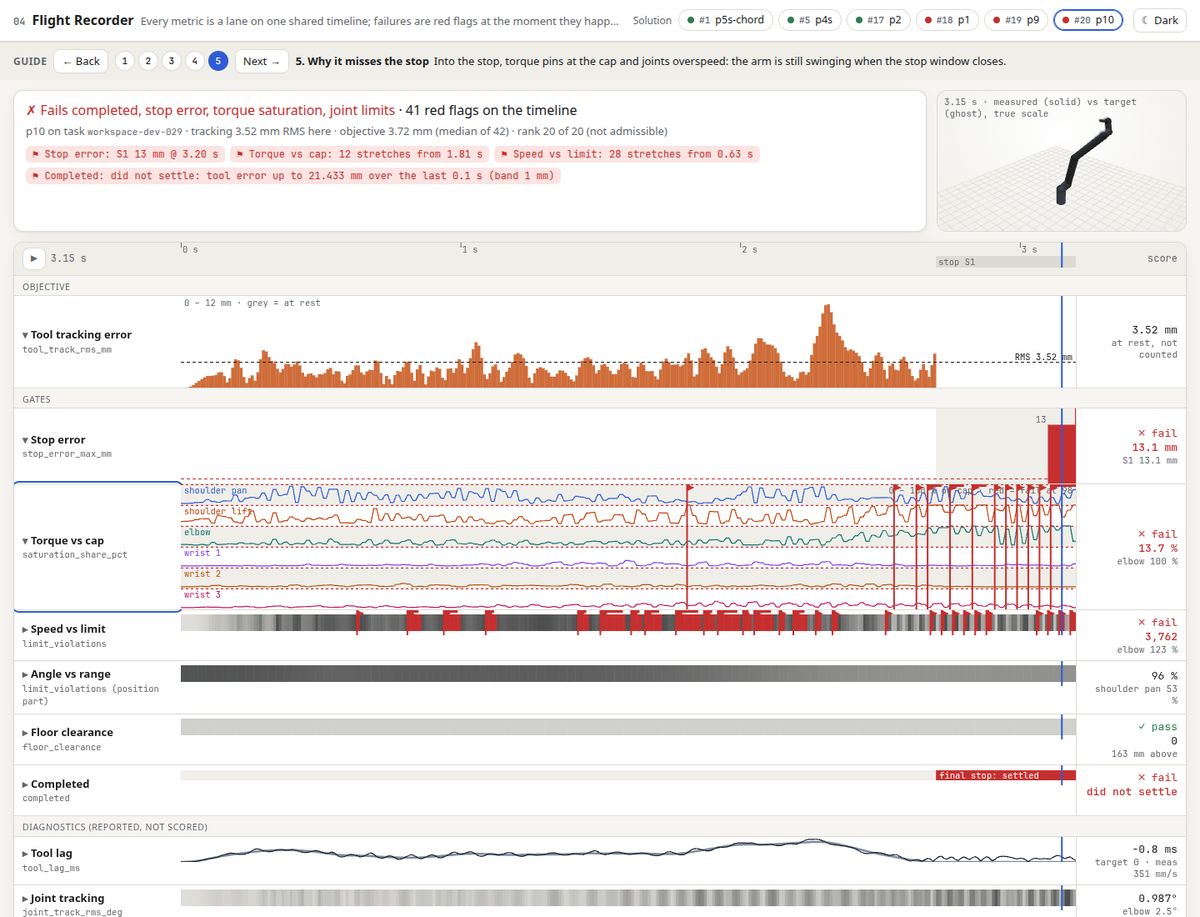 04 Flight Recorder Every metric is a lane on one shared timeline; failures are red flags at the moment they happ... Solution #1 p5s-chord #5 p4s #17 p2 #18 p1 #19 p9 #20 p10 ☾ Dark
GUIDE ← Back 1 2 3 4 5 Next → 5. Why it misses the stop Into the stop, torque pins at the cap and joints overspeed: the arm is still swinging when the stop window closes.
✗ Fails completed, stop error, torque saturation, joint limits · 41 red flags on the timeline
p10 on task workspace-dev-029 · tracking 3.52 mm RMS here · objective 3.72 mm (median of 42) · rank 20 of 20 (not admissible)
⚑ Stop error: S1 13 mm @ 3.20 s ⚑ Torque vs cap: 12 stretches from 1.81 s ⚑ Speed vs limit: 28 stretches from 0.63 s
⚑ Completed: did not settle: tool error up to 21.433 mm over the last 0.1 s (band 1 mm)
3.15 s · measured (solid) vs target
(ghost), true scale
▶ 3.15 s 0 s 1 s 2 s 3 s score
stop S1
OBJECTIVE
0 – 12 mm · grey = at rest
▾ Tool tracking error
tool_track_rms_mm
RMS 3.52 mm
3.52 mm
at rest, not
counted
GATES
▾ Stop error
stop_error_max_mm
13
✕ fail
13.1 mm
S1 13.1 mm
▾ Torque vs cap
saturation_share_pct
shoulder pan
shoulder lift
elbow
wrist 1
wrist 2
wrist 3
✕ fail
13.7 %
elbow 100 %
▸ Speed vs limit
limit_violations
✕ fail
3,762
elbow 123 %
▸ Angle vs range
limit_violations (position
part)
96 %
shoulder pan 53
%
▸ Floor clearance
floor_clearance
✓ pass
0
163 mm above
▸ Completed
completed
final stop: settled
✕ fail
did not settle
DIAGNOSTICS (REPORTED, NOT SCORED)
▸ Tool lag
tool_lag_ms
-0.8 ms
target 0 · meas
351 mm/s
▸ Joint tracking
joint_track_rms_deg
0.987°
elbow 2.5°